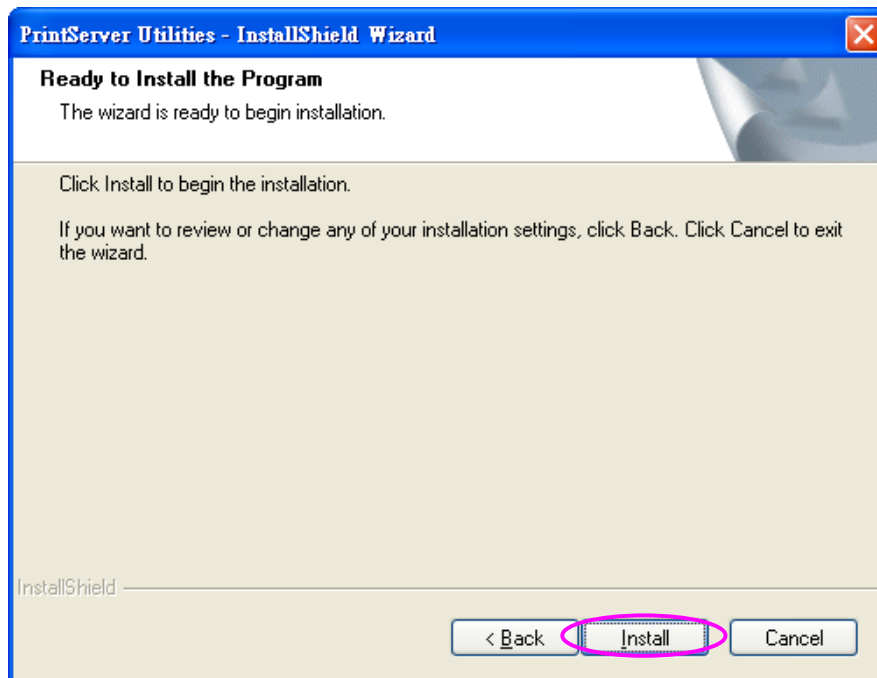 PrintServer Utilities - InstallShield Wizard
Ready to Install the Program
The wizard is ready to begin installation.
Click Install to begin the installation.
If you want to review or change any of your installation settings, click Back. Click Cancel to exit
the wizard.
InstallShield
< Back Install Cancel